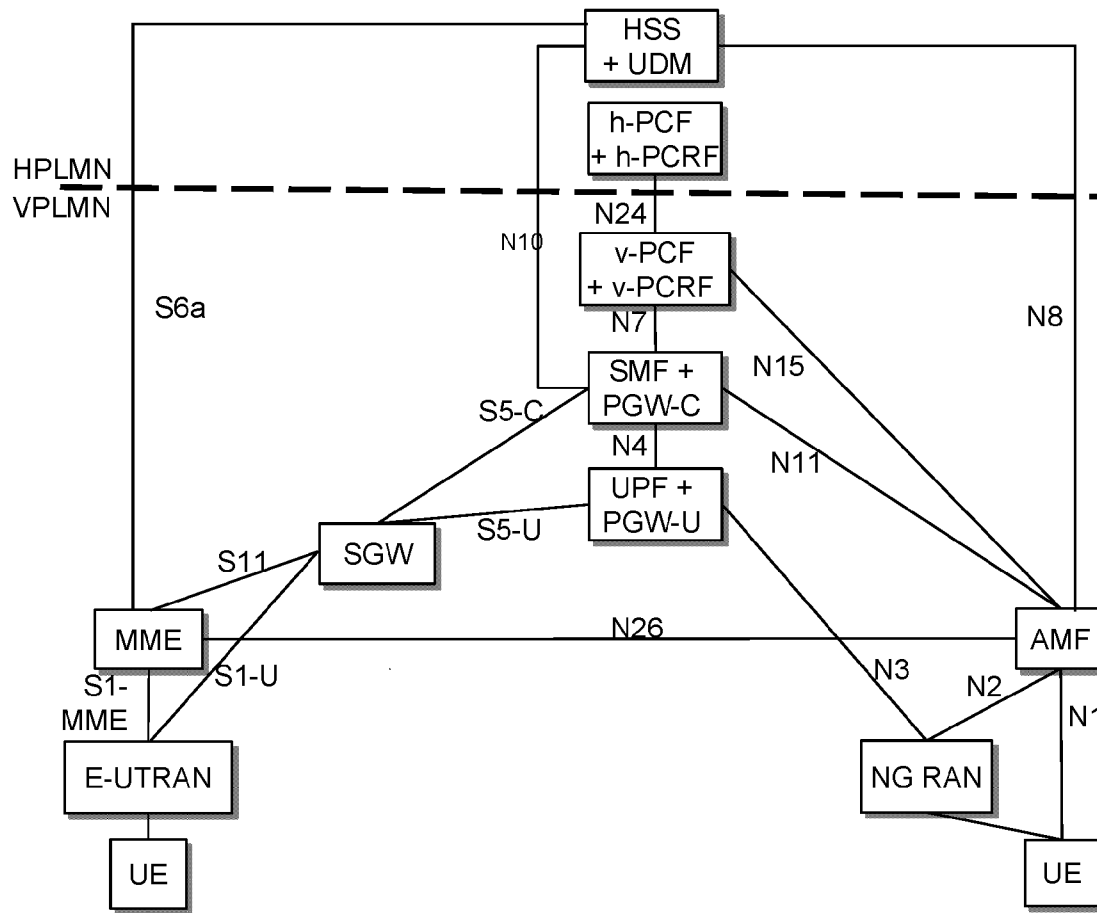 HSS
+ UDM
h-PCF
+ h-PCRF
HPLMN
VPLMN
N24
N10
v-PCF
+ v-PCRF
S6a
N8
N7
N15
SMF +
PGW-C
S5-C
N4
N11
UPF +
PGW-U
S5-U
SGW
S11
MME
N26
AMF
S1-U
S1-
MME
N3
N2
N1
E-UTRAN
NG RAN
UE
UE